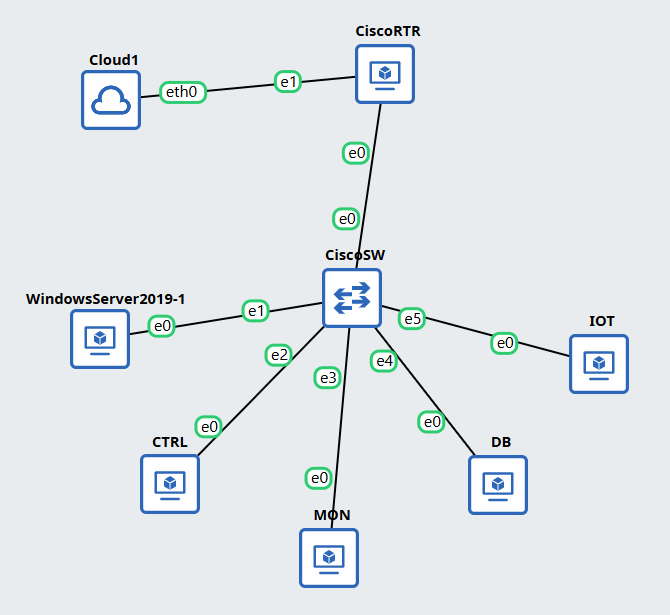 CiscoRTR
Cloud1
eth0
e1
e0
e0
CiscoSW
WindowsServer2019-1
e0
e1
e5
IOT
e0
e2
e3
e4
e0
e0
CTRL
DB
e0
MON